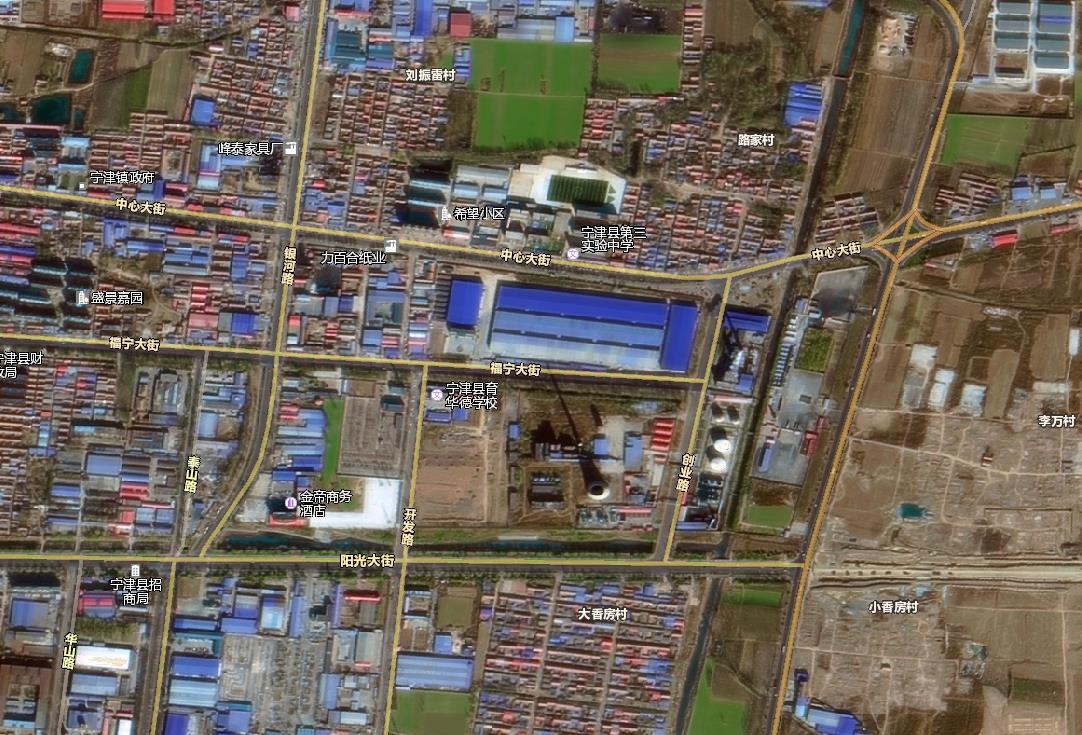 刘振雷村
路家村
峰泰家具厂
宁津镇政府
中心大街
希望小区
宁津县第三
实验中学
中心大街
中心大街
银河路
力百合纸业
盛景嘉园
福宁大街
宁津县财
政局
福宁大街
宁津县育
华德学校
李万村
泰山路
创业路
金帝商务
酒店
开发路
阳光大街
宁津县招
商局
大香房村
小香房村
华山路